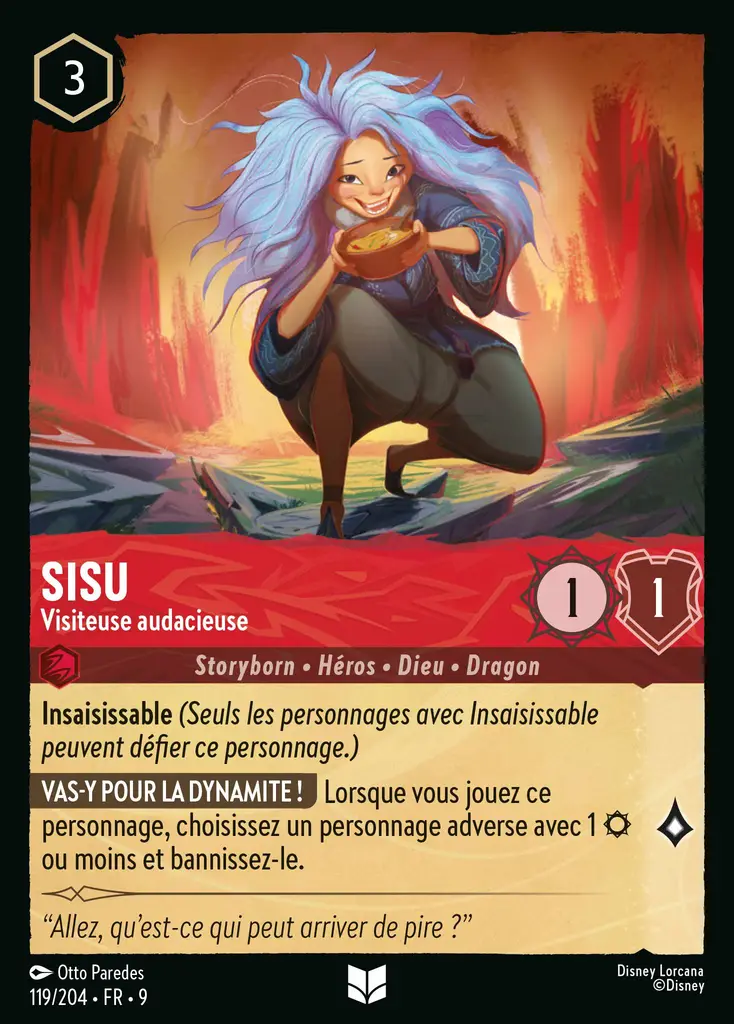 3
SISU
Visiteuse audacieuse
1
1
Storyborn • Héros • Dieu • Dragon
Insaisissable (Seuls les personnages avec Insaisissable
peuvent défier ce personnage.)
VAS-Y POUR LA DYNAMITE ! Lorsque vous jouez ce
personnage, choisissez un personnage adverse avec 1
ou moins et bannissez-le.
“Allez, qu’est-ce qui peut arriver de pire ?”
Otto Paredes
119/204 • FR • 9
Disney Lorcana
©Disney